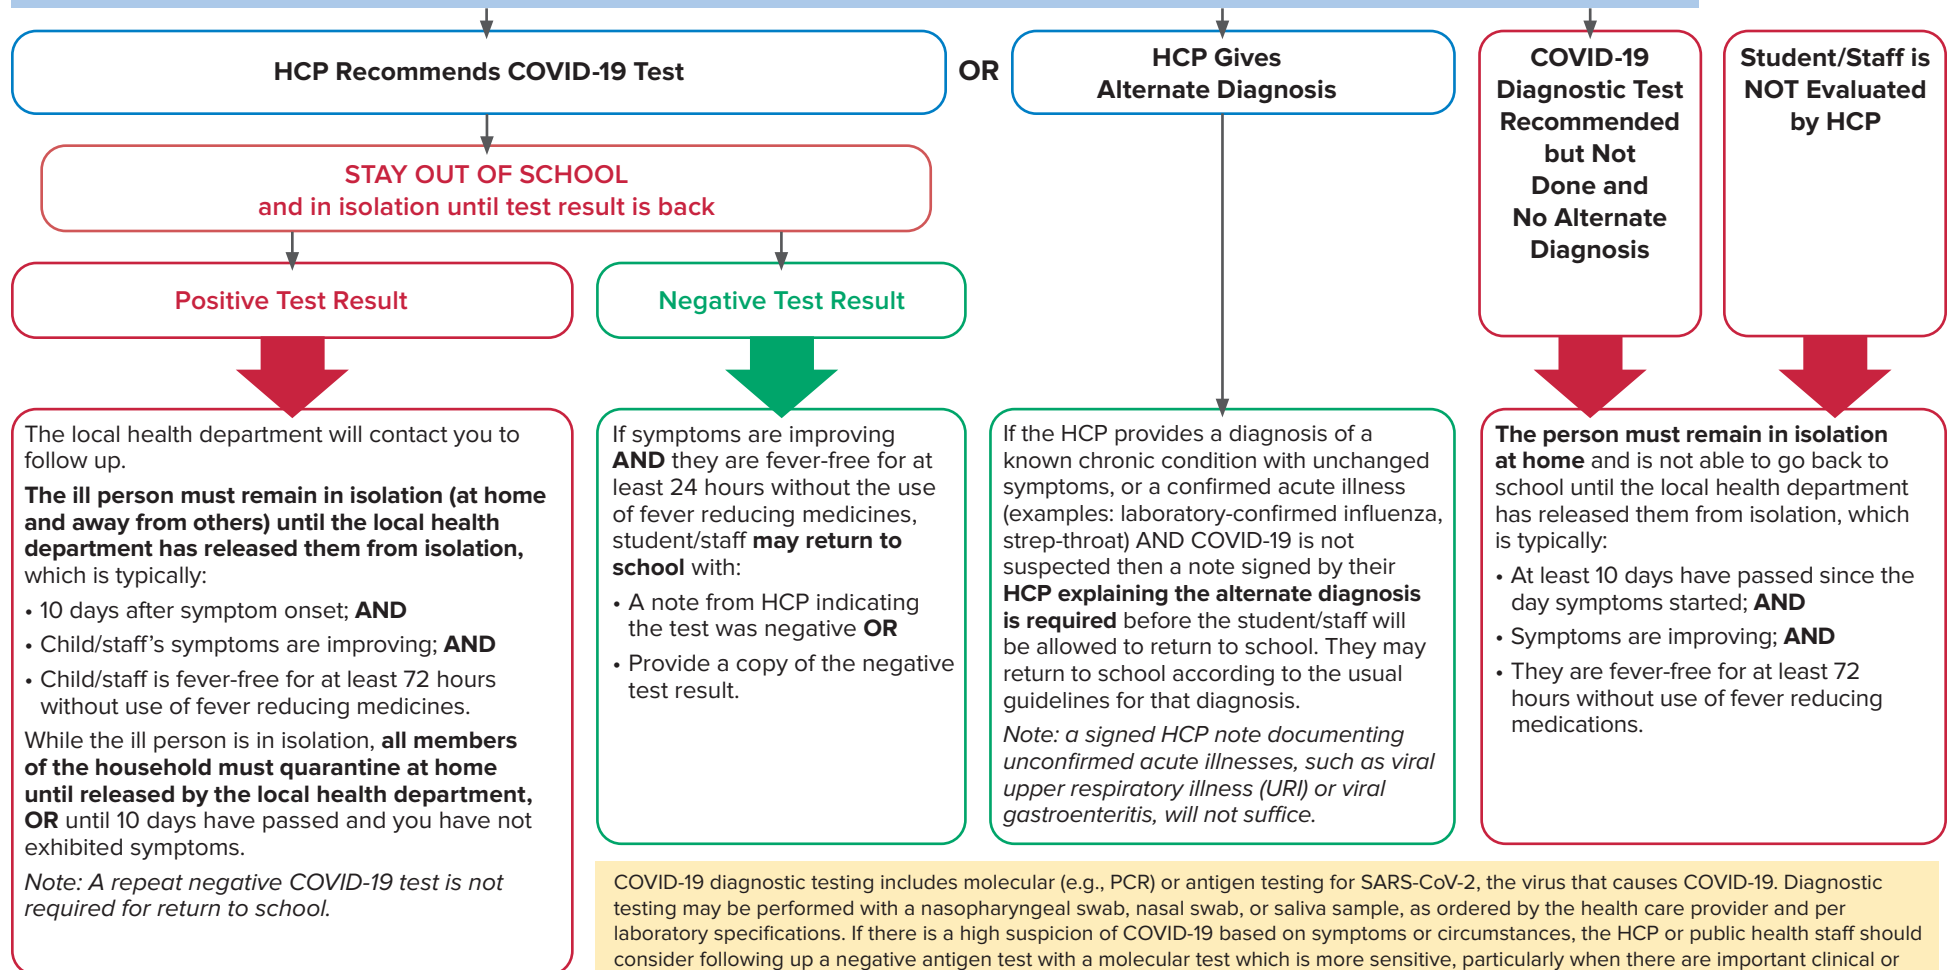 HCP Recommends COVID-19 Test
OR
HCP Gives
Alternate Diagnosis
COVID-19
Diagnostic Test
Recommended
but Not
Done and
No Alternate
Diagnosis
Student/Staff is
NOT Evaluated
by HCP
STAY OUT OF SCHOOL
and in isolation until test result is back
Positive Test Result
Negative Test Result
The local health department will contact you to
follow up.
The ill person must remain in isolation (at home
and away from others) until the local health
department has released them from isolation,
which is typically:
• 10 days after symptom onset; AND
• Child/staff’s symptoms are improving; AND
• Child/staff is fever-free for at least 72 hours
without use of fever reducing medicines.
While the ill person is in isolation, all members
of the household must quarantine at home
until released by the local health department,
OR until 10 days have passed and you have not
exhibited symptoms.
Note: A repeat negative COVID-19 test is not
required for return to school.
If symptoms are improving
AND they are fever-free for at
least 24 hours without the use
of fever reducing medicines,
student/staff may return to
school with:
• A note from HCP indicating
the test was negative OR
• Provide a copy of the negative
test result.
If the HCP provides a diagnosis of a
known chronic condition with unchanged
symptoms, or a confirmed acute illness
(examples: laboratory-confirmed influenza,
strep-throat) AND COVID-19 is not
suspected then a note signed by their
HCP explaining the alternate diagnosis
is required before the student/staff will
be allowed to return to school. They may
return to school according to the usual
guidelines for that diagnosis.
Note: a signed HCP note documenting
unconfirmed acute illnesses, such as viral
upper respiratory illness (URI) or viral
gastroenteritis, will not suffice.
The person must remain in isolation
at home and is not able to go back to
school until the local health department
has released them from isolation, which
is typically:
• At least 10 days have passed since the
day symptoms started; AND
• Symptoms are improving; AND
• They are fever-free for at least 72
hours without use of fever reducing
medications.
COVID-19 diagnostic testing includes molecular (e.g., PCR) or antigen testing for SARS-CoV-2, the virus that causes COVID-19. Diagnostic
testing may be performed with a nasopharyngeal swab, nasal swab, or saliva sample, as ordered by the health care provider and per
laboratory specifications. If there is a high suspicion of COVID-19 based on symptoms or circumstances, the HCP or public health staff should
consider following up a negative antigen test with a molecular test which is more sensitive, particularly when there are important clinical or